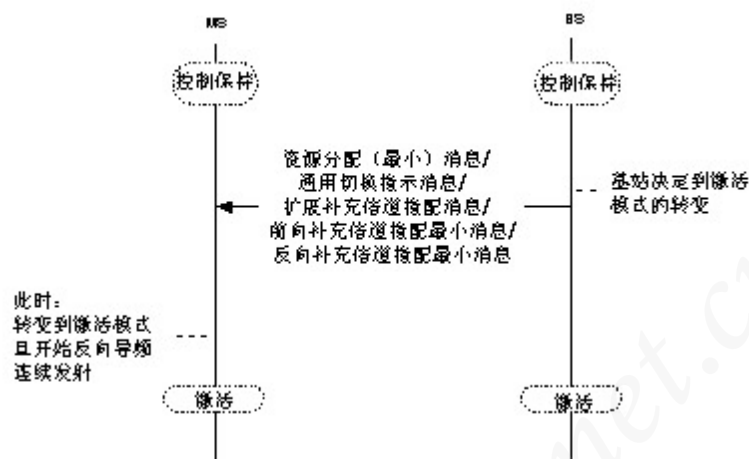 MS
BS
控制保持
控制保持
资源分配（最小）消息/
通用切换指示消息/
扩展补充信道指配消息/
前向补充信道指配最小消息/
反向补充信道指配最小消息
基站决定到激活
模式的转变
此时：
转变到激活模式
且开始反向导频
连续发射
激活
激活
net.c